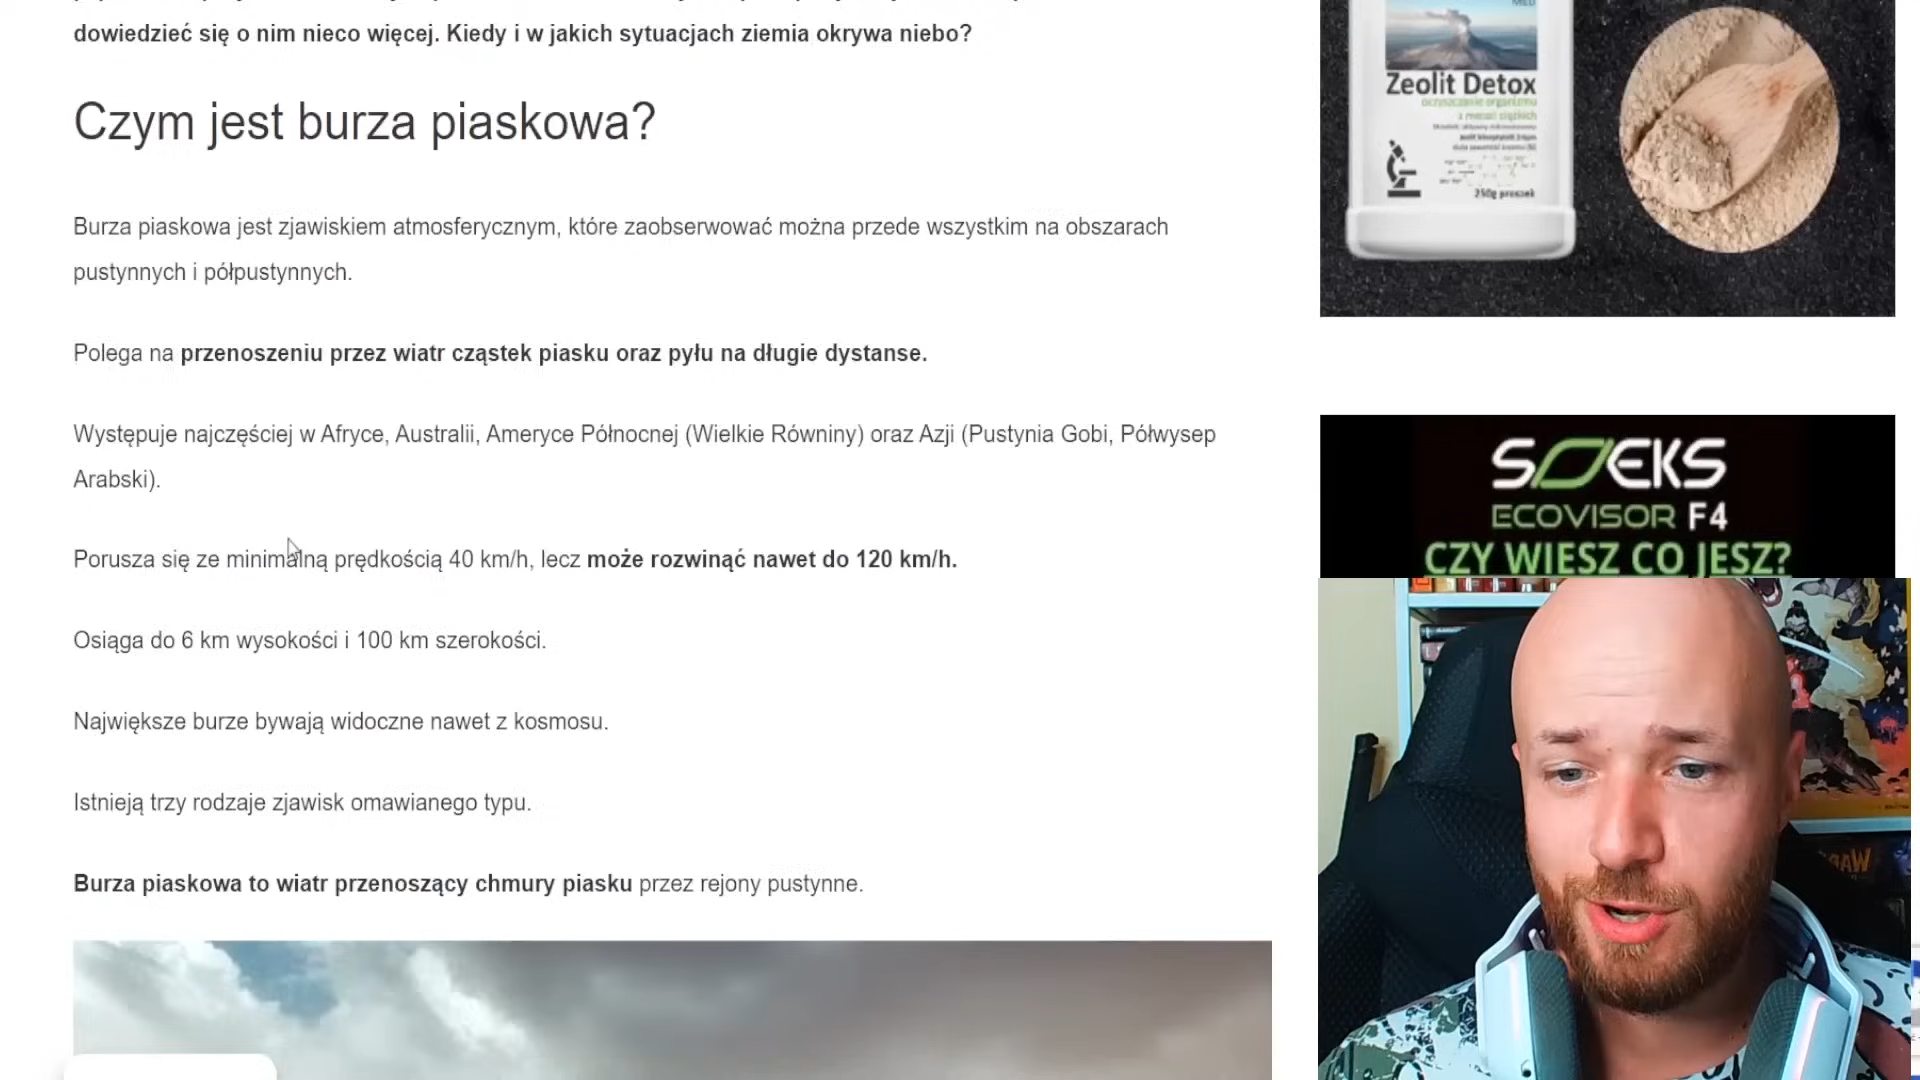 dowiedzieć się o nim nieco więcej. Kiedy i w jakich sytuacjach ziemia okrywa niebo?
Czym jest burza piaskowa?
Burza piaskowa jest zjawiskiem atmosferycznym, które zaobserwować można przede wszystkim na obszarach
pustynnych i półpustynnych.
Polega na przenoszeniu przez wiatr cząstek piasku oraz pyłu na długie dystanse.
Występuje najczęściej w Afryce, Australii, Ameryce Północnej (Wielkie Równiny) oraz Azji (Pustynia Gobi, Półwysep
Arabski).
Porusza się ze minimalną prędkością 40 km/h, lecz może rozwinąć nawet do 120 km/h.
Osiąga do 6 km wysokości i 100 km szerokości.
Największe burze bywają widoczne nawet z kosmosu.
Istnieją trzy rodzaje zjawisk omawianego typu.
Burza piaskowa to wiatr przenoszący chmury piasku przez rejony pustynne.
MED
Zeolit Detox
oczyszczanie organizmu
z metali ciężkich
250g proszek
SOEKS
ECOVISOR F4
CZY WIESZ CO JESZ?